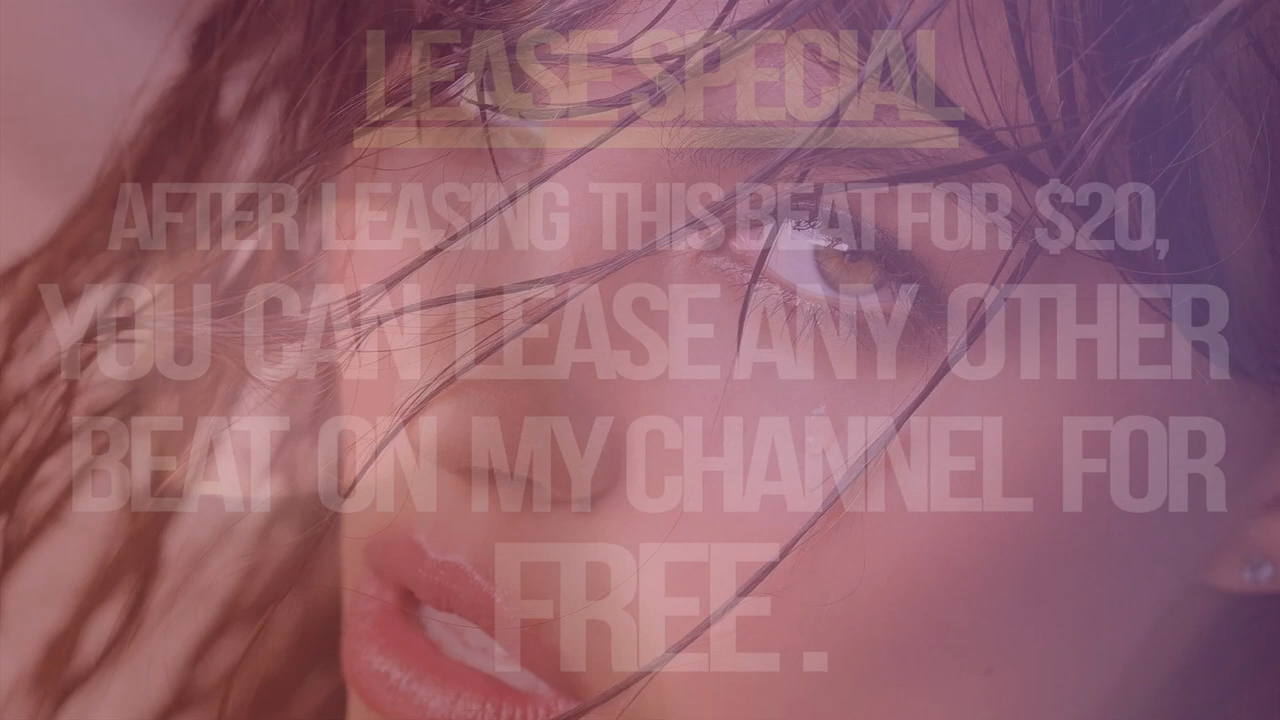 LEASE SPECIAL
AFTER LEASING THIS BEAT FOR $20,
YOU CAN LEASE ANY OTHER
BEAT ON MY CHANNEL FOR
FREE.